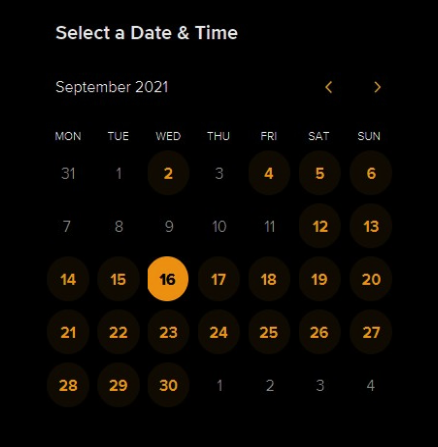 Select a Date & Time
September 2021
MON TUE WED THU FRI SAT SUN
31 1 2 3 4 5 6
7 8 9 10 11 12 13
14 15 16 17 18 19 20
21 22 23 24 25 26 27
28 29 30 1 2 3 4